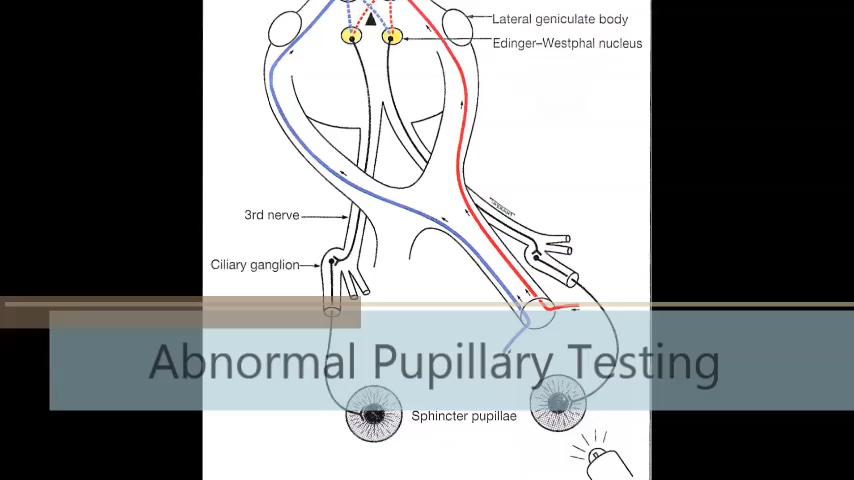 Lateral geniculate body
Edinger–Westphal nucleus
3rd nerve
Ciliary ganglion
Abnormal Pupillary Testing
Sphincter pupillae